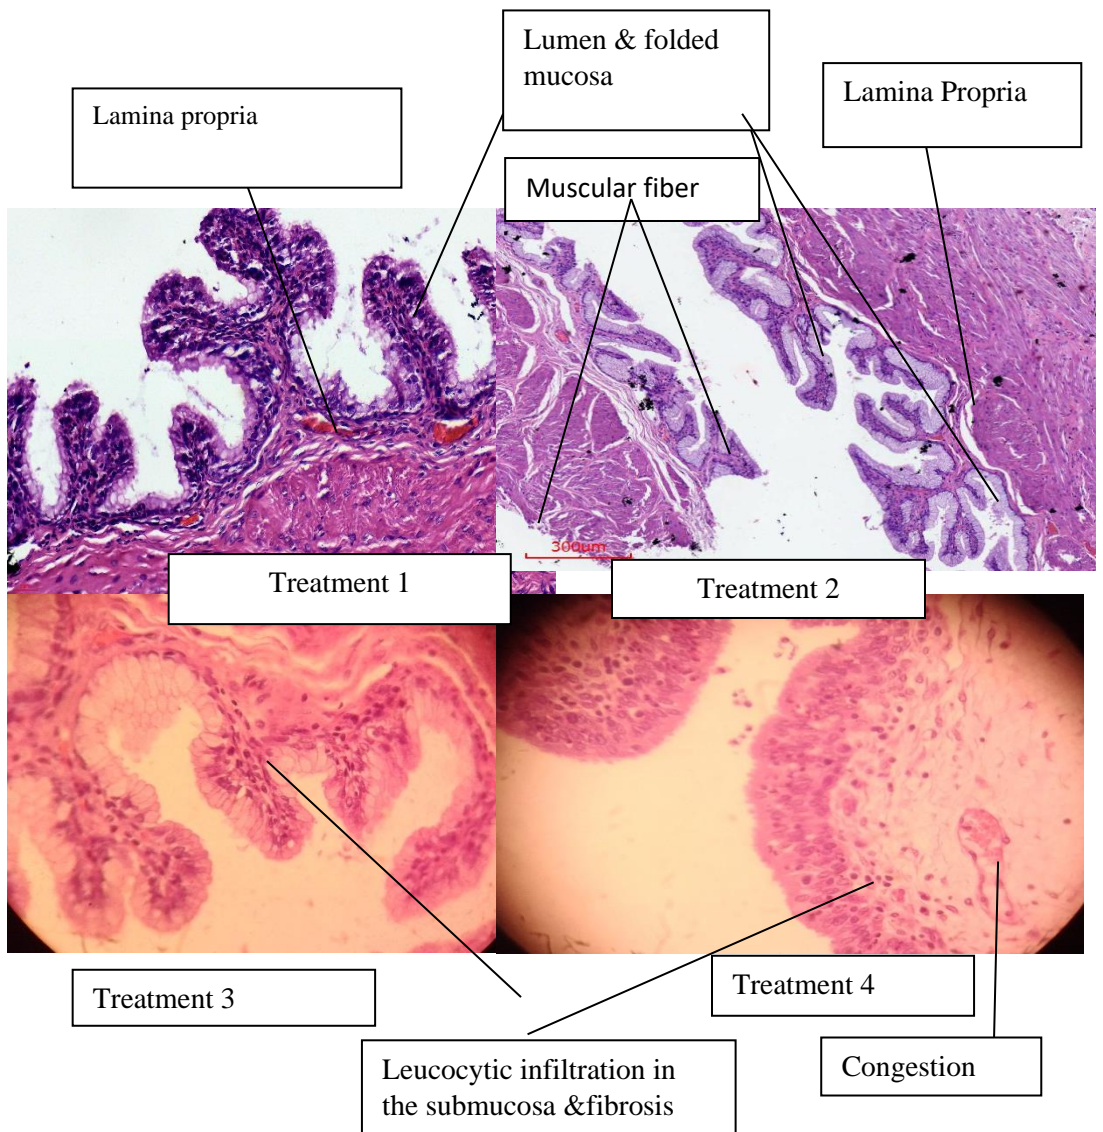 Lumen & folded
mucosa
Lamina propria
Lamina Propria
Muscular fiber
300um
Treatment 1
Treatment 2
Treatment 3
Treatment 4
Leucocytic infiltration in
the submucosa &fibrosis
Congestion